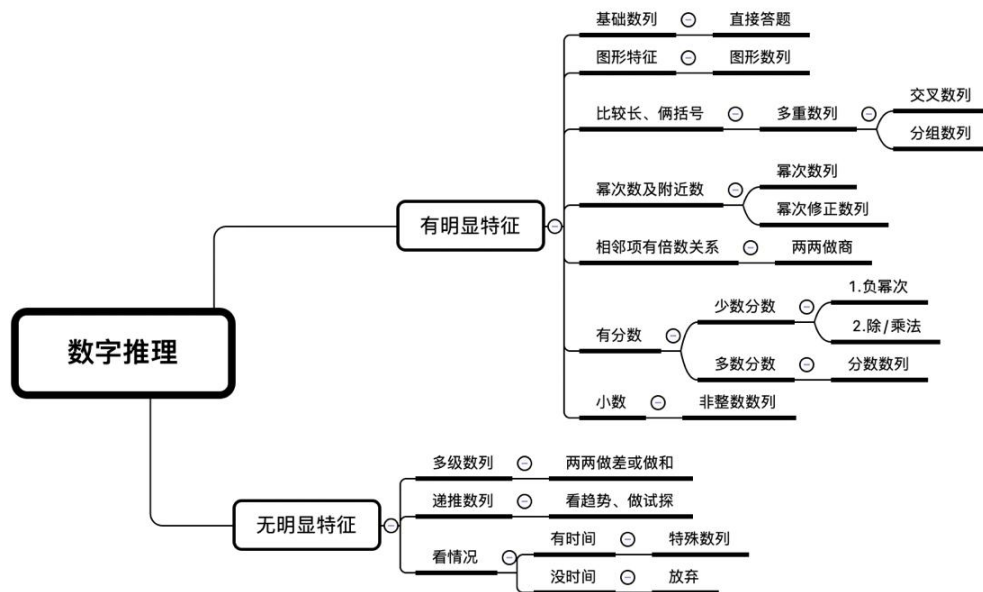 数字推理
有明显特征
基础数列
直接答题
图形特征
图形数列
比较长、俩括号
多重数列
交叉数列
分组数列
幂次数及附近数
幂次数列
幂次修正数列
相邻项有倍数关系
两两做商
有分数
少数分数
1.负幂次
2.除/乘法
多数分数
分数数列
小数
非整数数列
无明显特征
多级数列
两两做差或做和
递推数列
看趋势、做试探
看情况
有时间
特殊数列
没时间
放弃